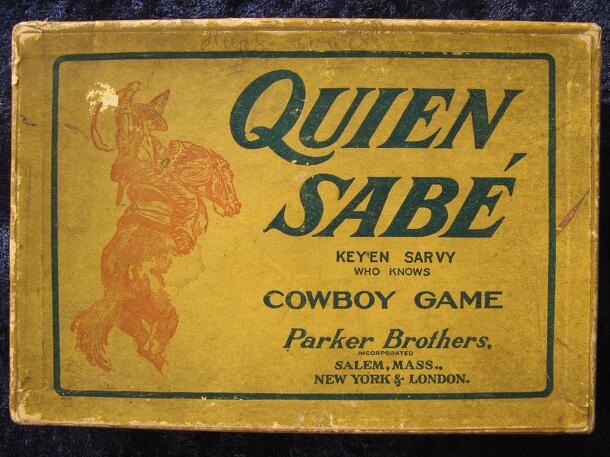 QUIEN
SABÉ
KEY'EN SARVY
WHO KNOWS
COWBOY GAME
Parker Brothers,
INCORPORATED
SALEM, MASS.,
NEW YORK & LONDON.